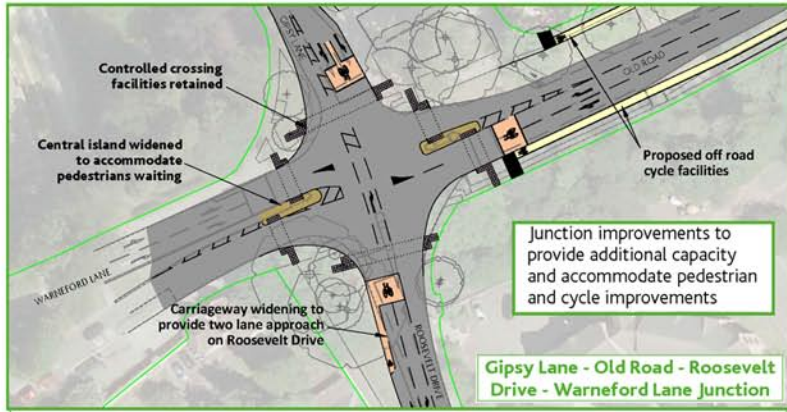 GIPSY LANE
Controlled crossing
facilities retained
OLD ROAD
Central island widened
to accommodate
pedestrians waiting
Proposed off road
cycle facilities
WARNEFORD LANE
Junction improvements to
provide additional capacity
and accommodate pedestrian
and cycle improvements
Carriageway widening to
provide two lane approach
on Roosevelt Drive
ROOSEVELT DRIVE
Gipsy Lane - Old Road - Roosevelt
Drive - Warneford Lane Junction